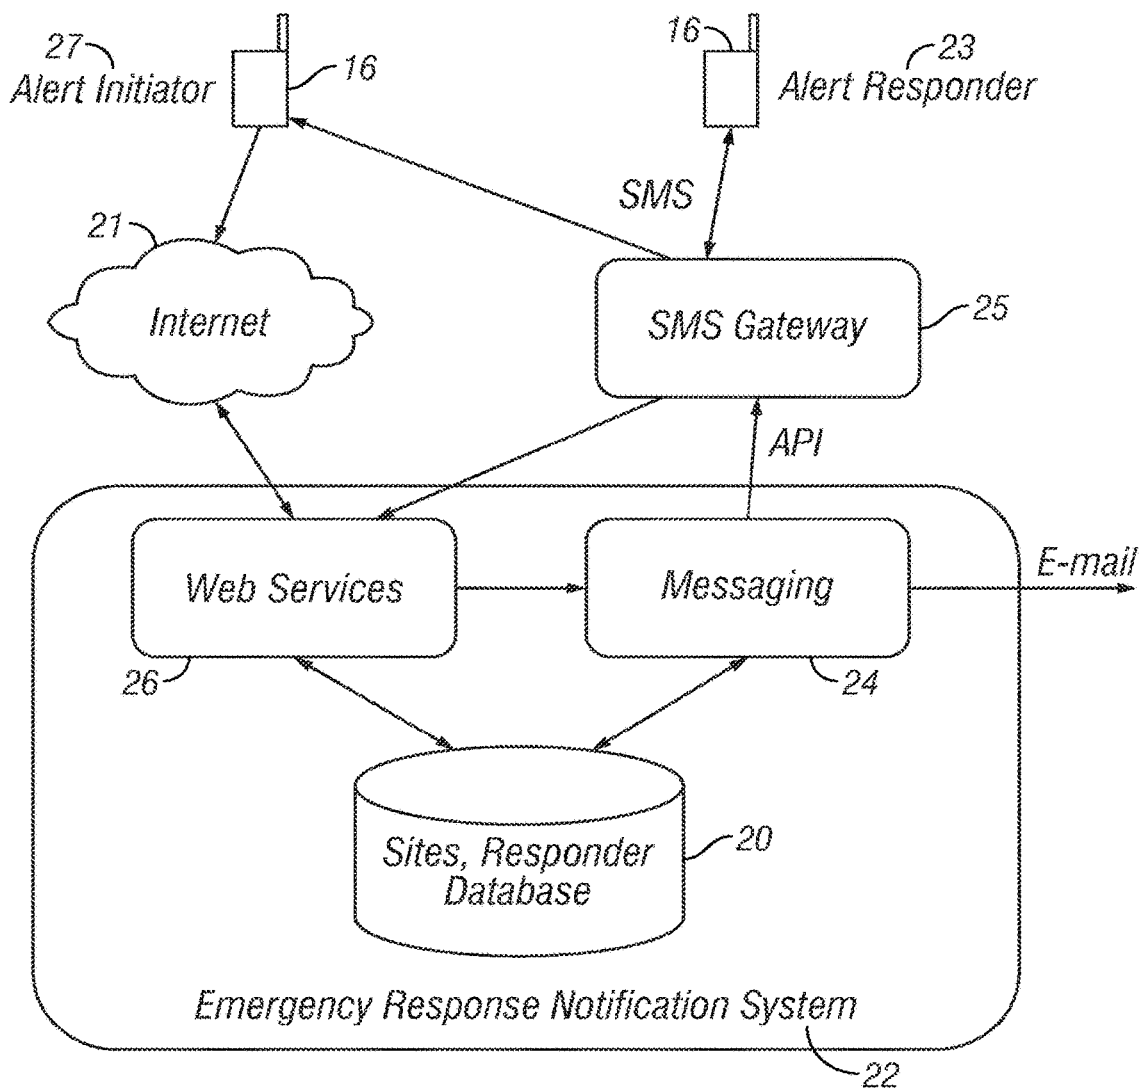 27
Alert Initiator
16
16
23
Alert Responder
SMS
21
Internet
SMS Gateway
25
API
Web Services
Messaging
E-mail
26
24
Sites, Responder
Database
20
Emergency Response Notification System
22